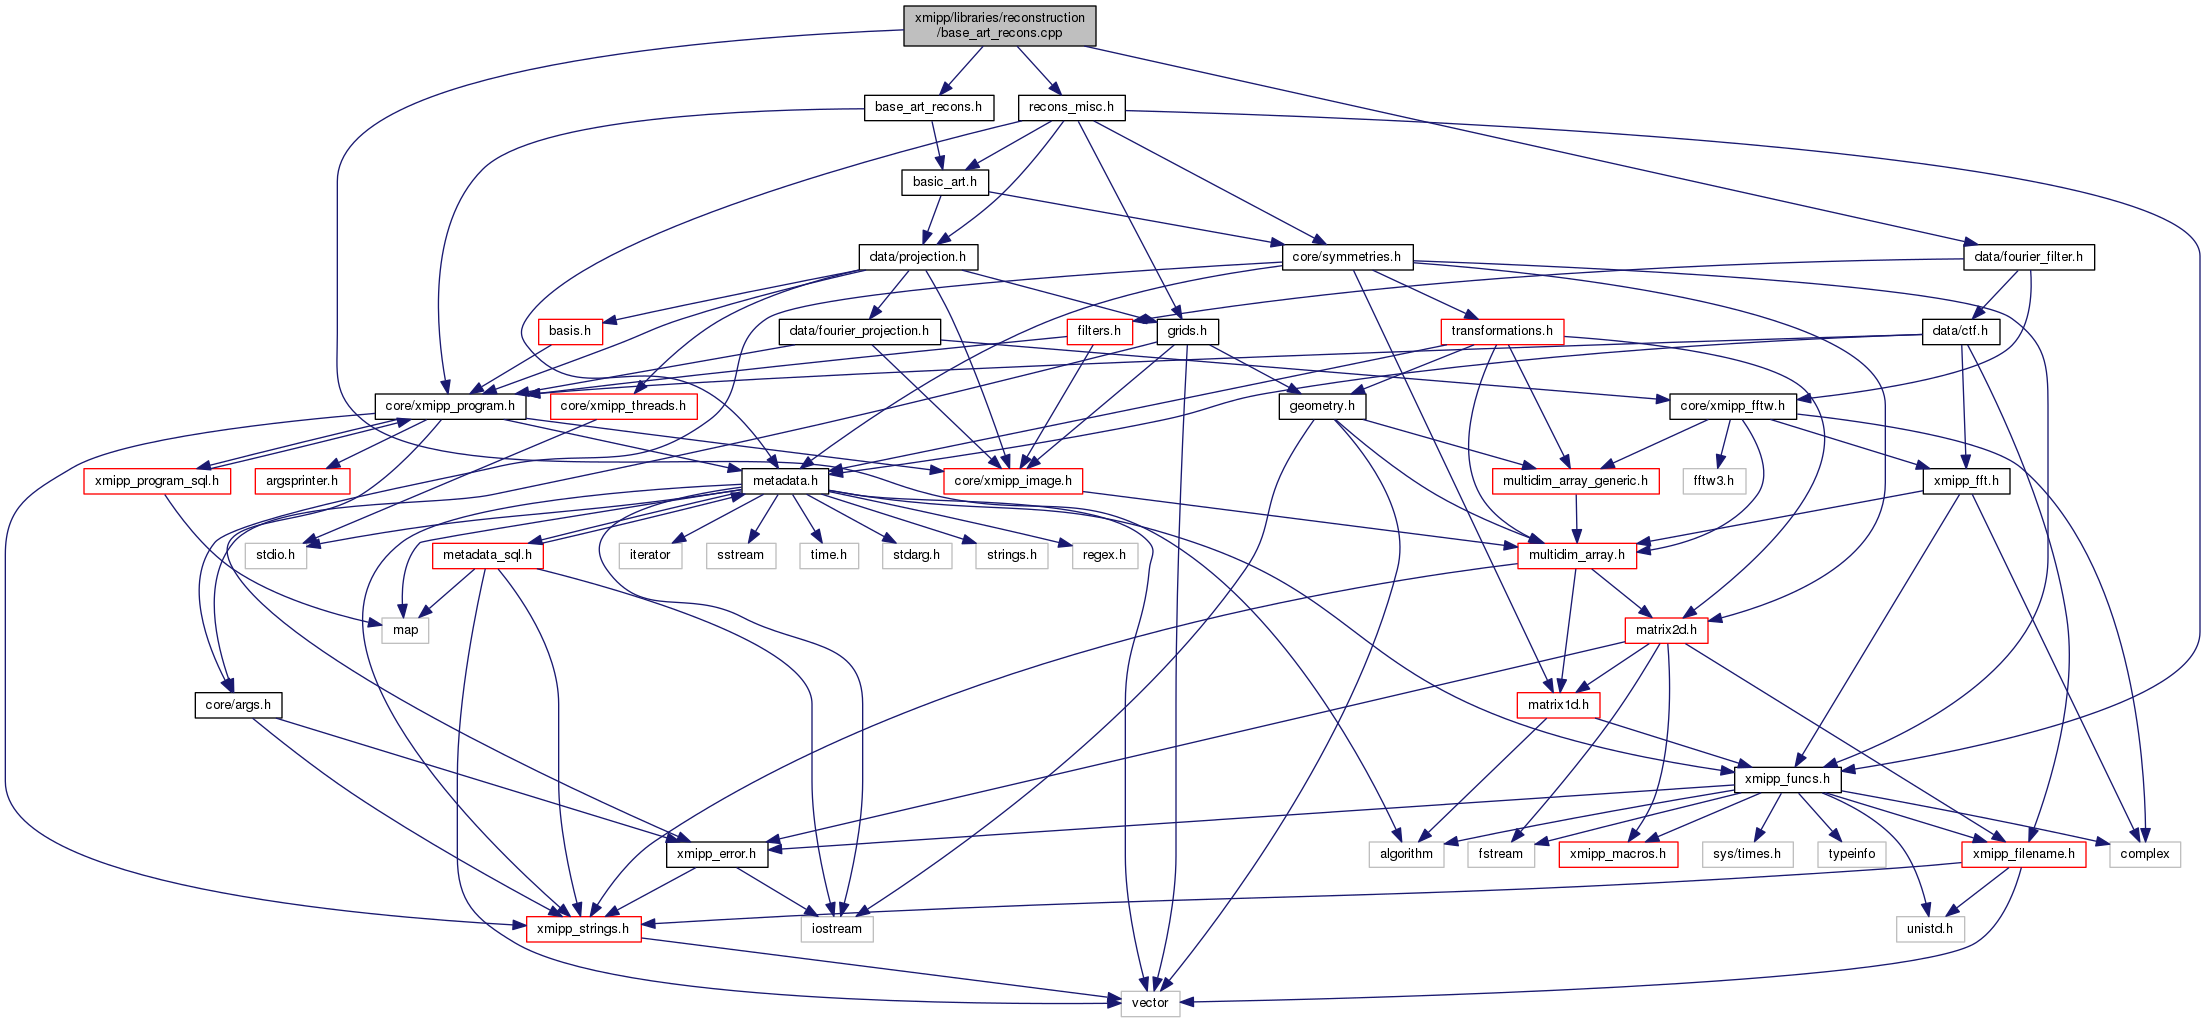 xmipp/libraries/reconstruction
/base_art_recons.cpp
base_art_recons.h
recons_misc.h
basic_art.h
data/projection.h
core/symmetries.h
data/fourier_filter.h
basis.h
data/fourier_projection.h
filters.h
grids.h
transformations.h
data/ctf.h
core/xmipp_program.h
core/xmipp_threads.h
geometry.h
core/xmipp_fftw.h
xmipp_program_sql.h
argsprinter.h
metadata.h
core/xmipp_image.h
multidim_array_generic.h
fftw3.h
xmipp_fft.h
stdio.h
metadata_sql.h
iterator
sstream
time.h
stdarg.h
strings.h
regex.h
multidim_array.h
map
matrix2d.h
core/args.h
matrix1d.h
xmipp_funcs.h
xmipp_error.h
algorithm
fstream
xmipp_macros.h
sys/times.h
typeinfo
xmipp_filename.h
complex
xmipp_strings.h
iostream
unistd.h
vector